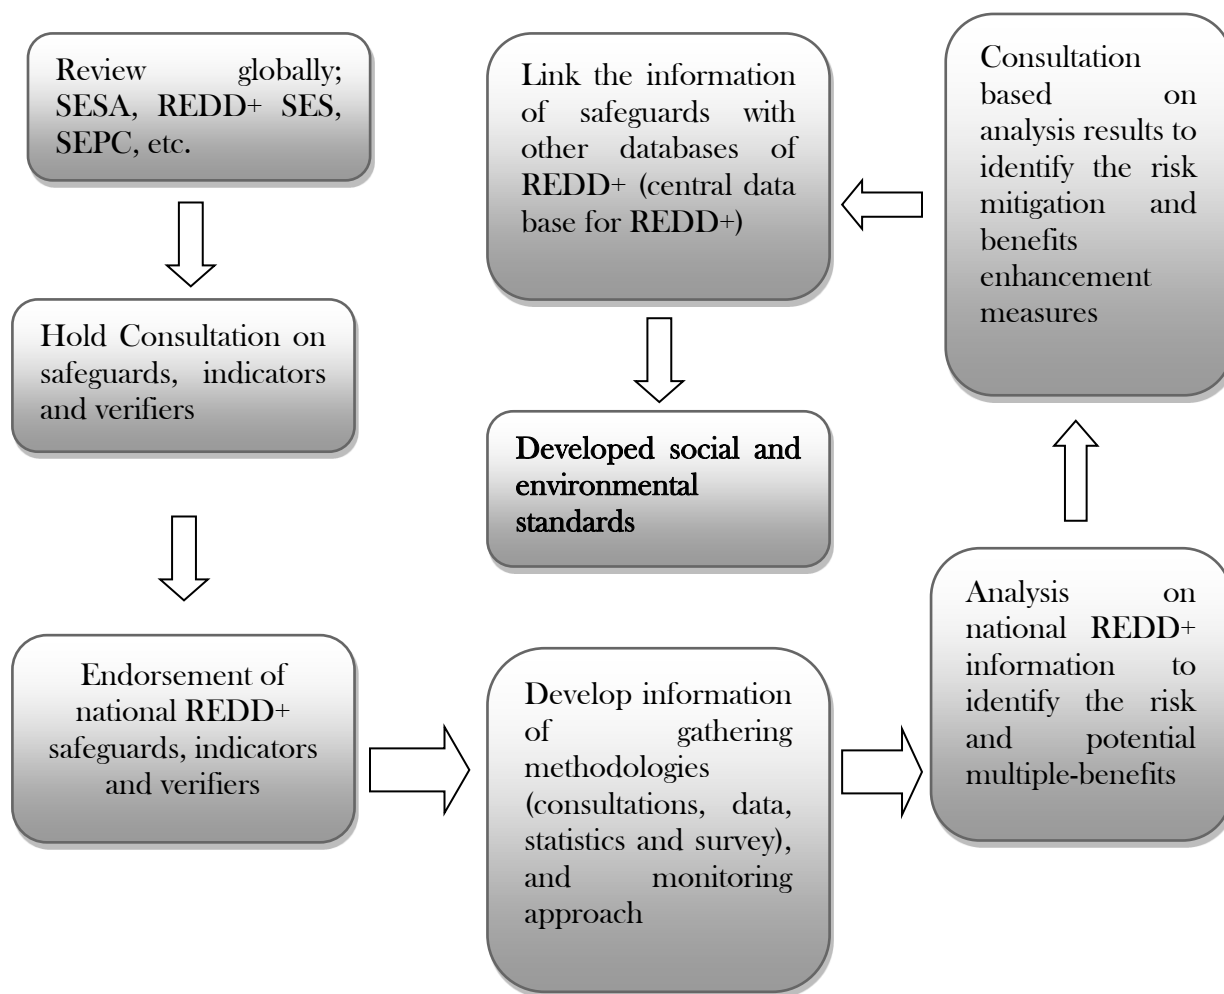 Review globally;
SESA, REDD+ SES,
SEPC, etc.
Hold Consultation on
safeguards, indicators
and verifiers
Endorsement of
national REDD+
safeguards, indicators
and verifiers
Develop information
of gathering
methodologies
(consultations, data,
statistics and survey),
and monitoring
approach
Analysis on
national REDD+
information to
identify the risk
and potential
multiple-benefits
Consultation
based on
analysis results to
identify the risk
mitigation and
benefits
enhancement
measures
Link the information
of safeguards with
other databases of
REDD+ (central data
base for REDD+)
Developed social and
environmental
standards